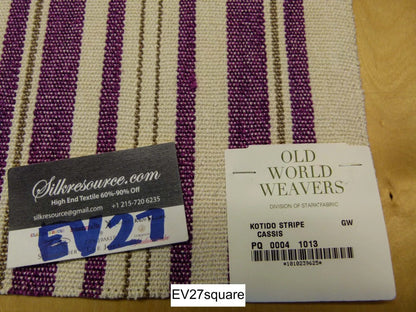 Silkresource.com
High End Textile 60%-90% Off
silkresource@gmail.com +1 215-720 6235
EV27
OLD
WORLD
WEAVERS
DIVISION OF STARK FABRIC
KOTIDO STRIPE GW
CASSIS
PQ 0004 1013
*1010239625*
EV27square